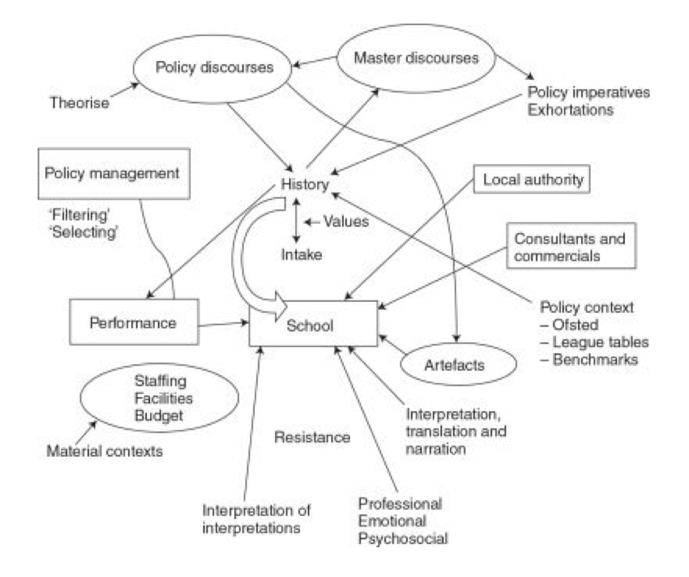 Policy discourses
Master discourses
Theorise
Policy imperatives
Exhortations
Policy management
History
Local authority
‘Filtering’
‘Selecting’
Values
Intake
Consultants and
commercials
Performance
School
Policy context
– Ofsted
– League tables
– Benchmarks
Artefacts
Staffing
Facilities
Budget
Material contexts
Resistance
Interpretation,
translation and
narration
Interpretation of
interpretations
Professional
Emotional
Psychosocial